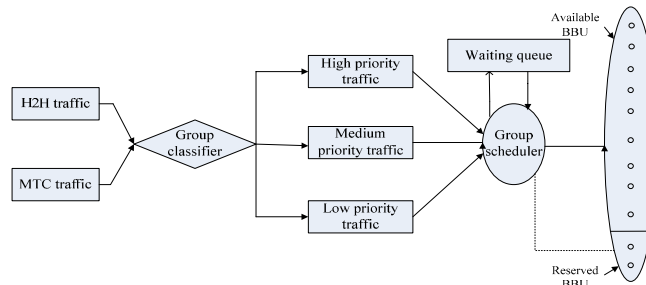 H2H traffic
MTC traffic
Group
classifier
High priority
traffic
Medium
priority traffic
Low priority
traffic
Waiting queue
Group
scheduler
Available
BBU
Reserved
BBU